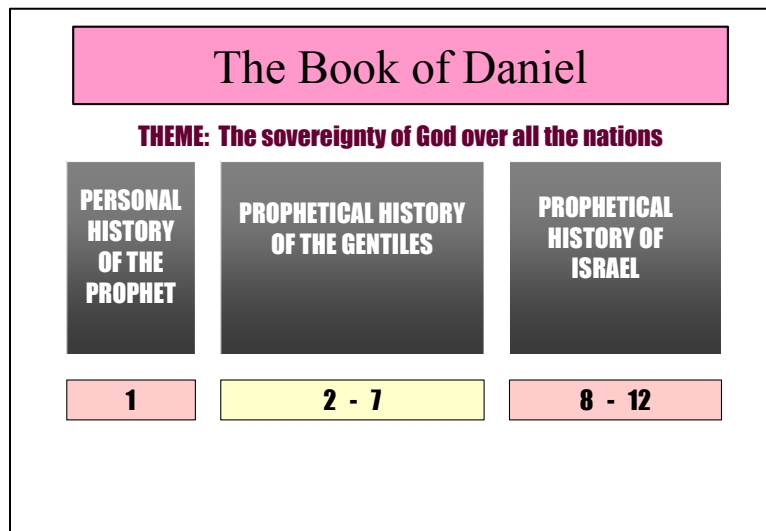 The Book of Daniel
THEME: The sovereignty of God over all the nations
PERSONAL
HISTORY
OF THE
PROPHET
PROPHETICAL HISTORY
OF THE GENTILES
PROPHETICAL
HISTORY OF
ISRAEL
1
2 - 7
8 - 12